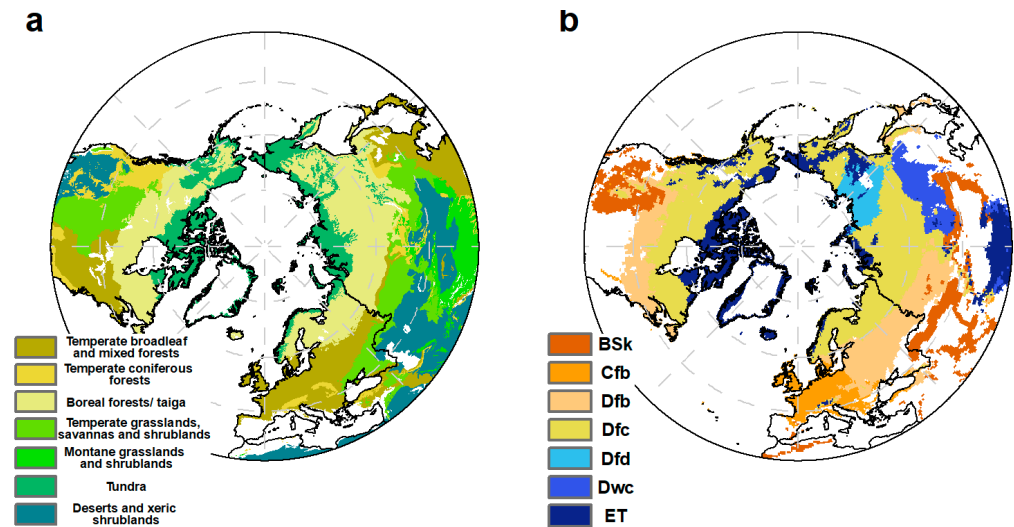 a
Temperate broadleaf
and mixed forests
Temperate coniferous
forests
Boreal forests/ taiga
Temperate grasslands,
savannas and shrublands
Montane grasslands
and shrublands
Tundra
Deserts and xeric
shrublands
b
BSk
Cfb
Dfb
Dfc
Dfd
Dwc
ET